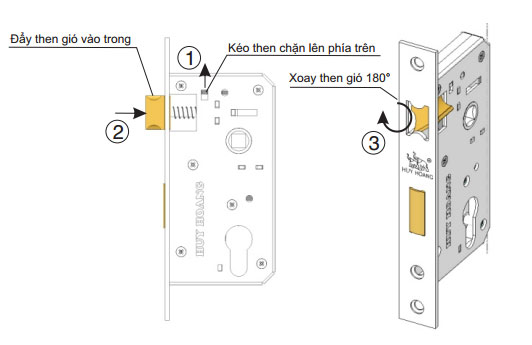 Đẩy then gió vào trong
1
Kéo then chặn lên phía trên
2
HUY HOANG
Xoay then gió 180°
3
HUY HOANG
HUY HOANG